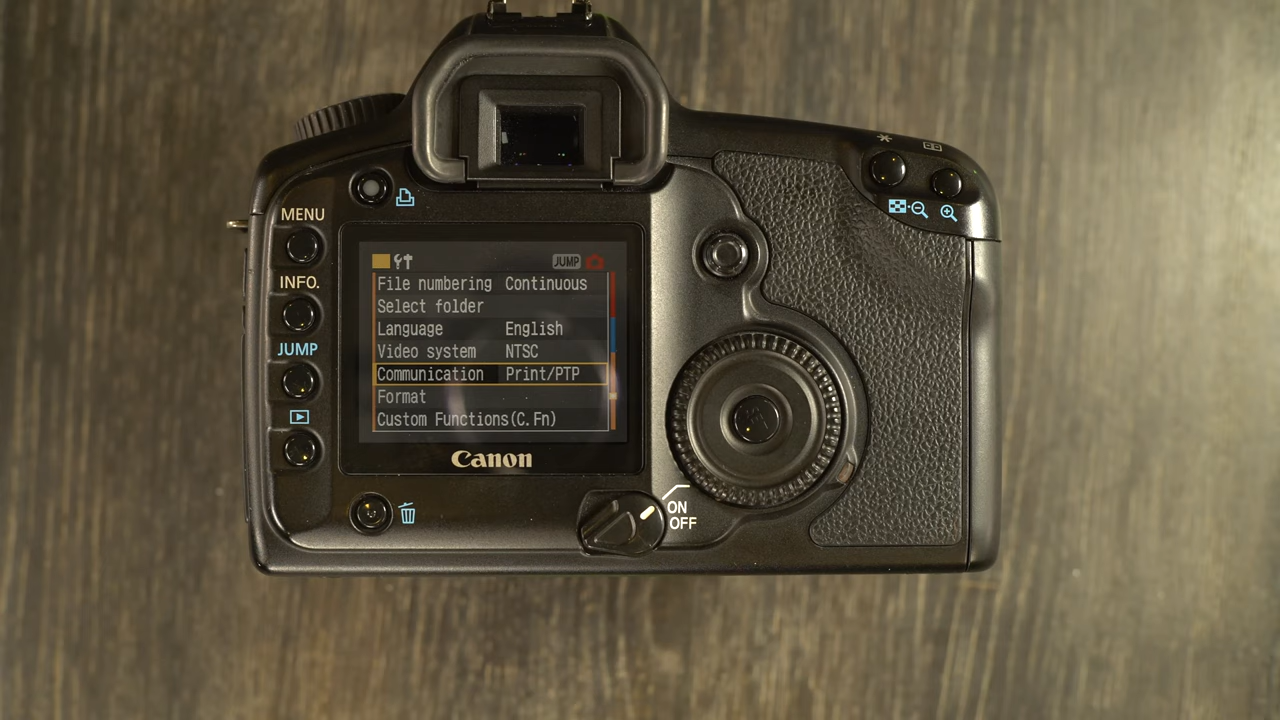 MENU
INFO.
JUMP
JUMP
File numbering Continuous
Select folder
Language English
Video system NTSC
Communication Print/PTP
Format
Custom Functions(C.Fn)
Canon
ON
OFF